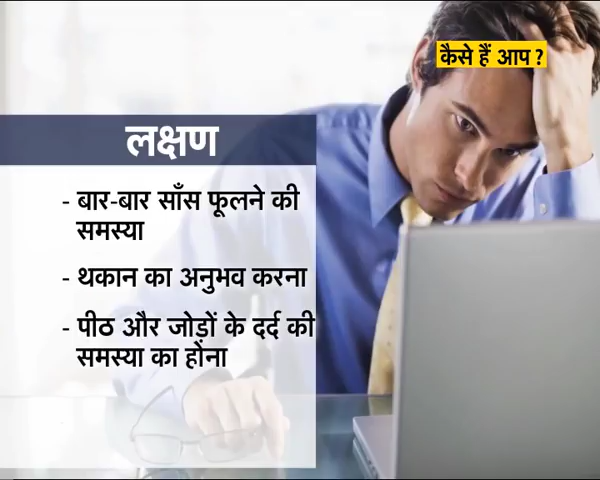 कैसे हैं आप ?
लक्षण
- बार-बार साँस फूलने की
समस्या
- थकान का अनुभव करना
- पीठ और जोड़ों के दर्द की
समस्या का होना